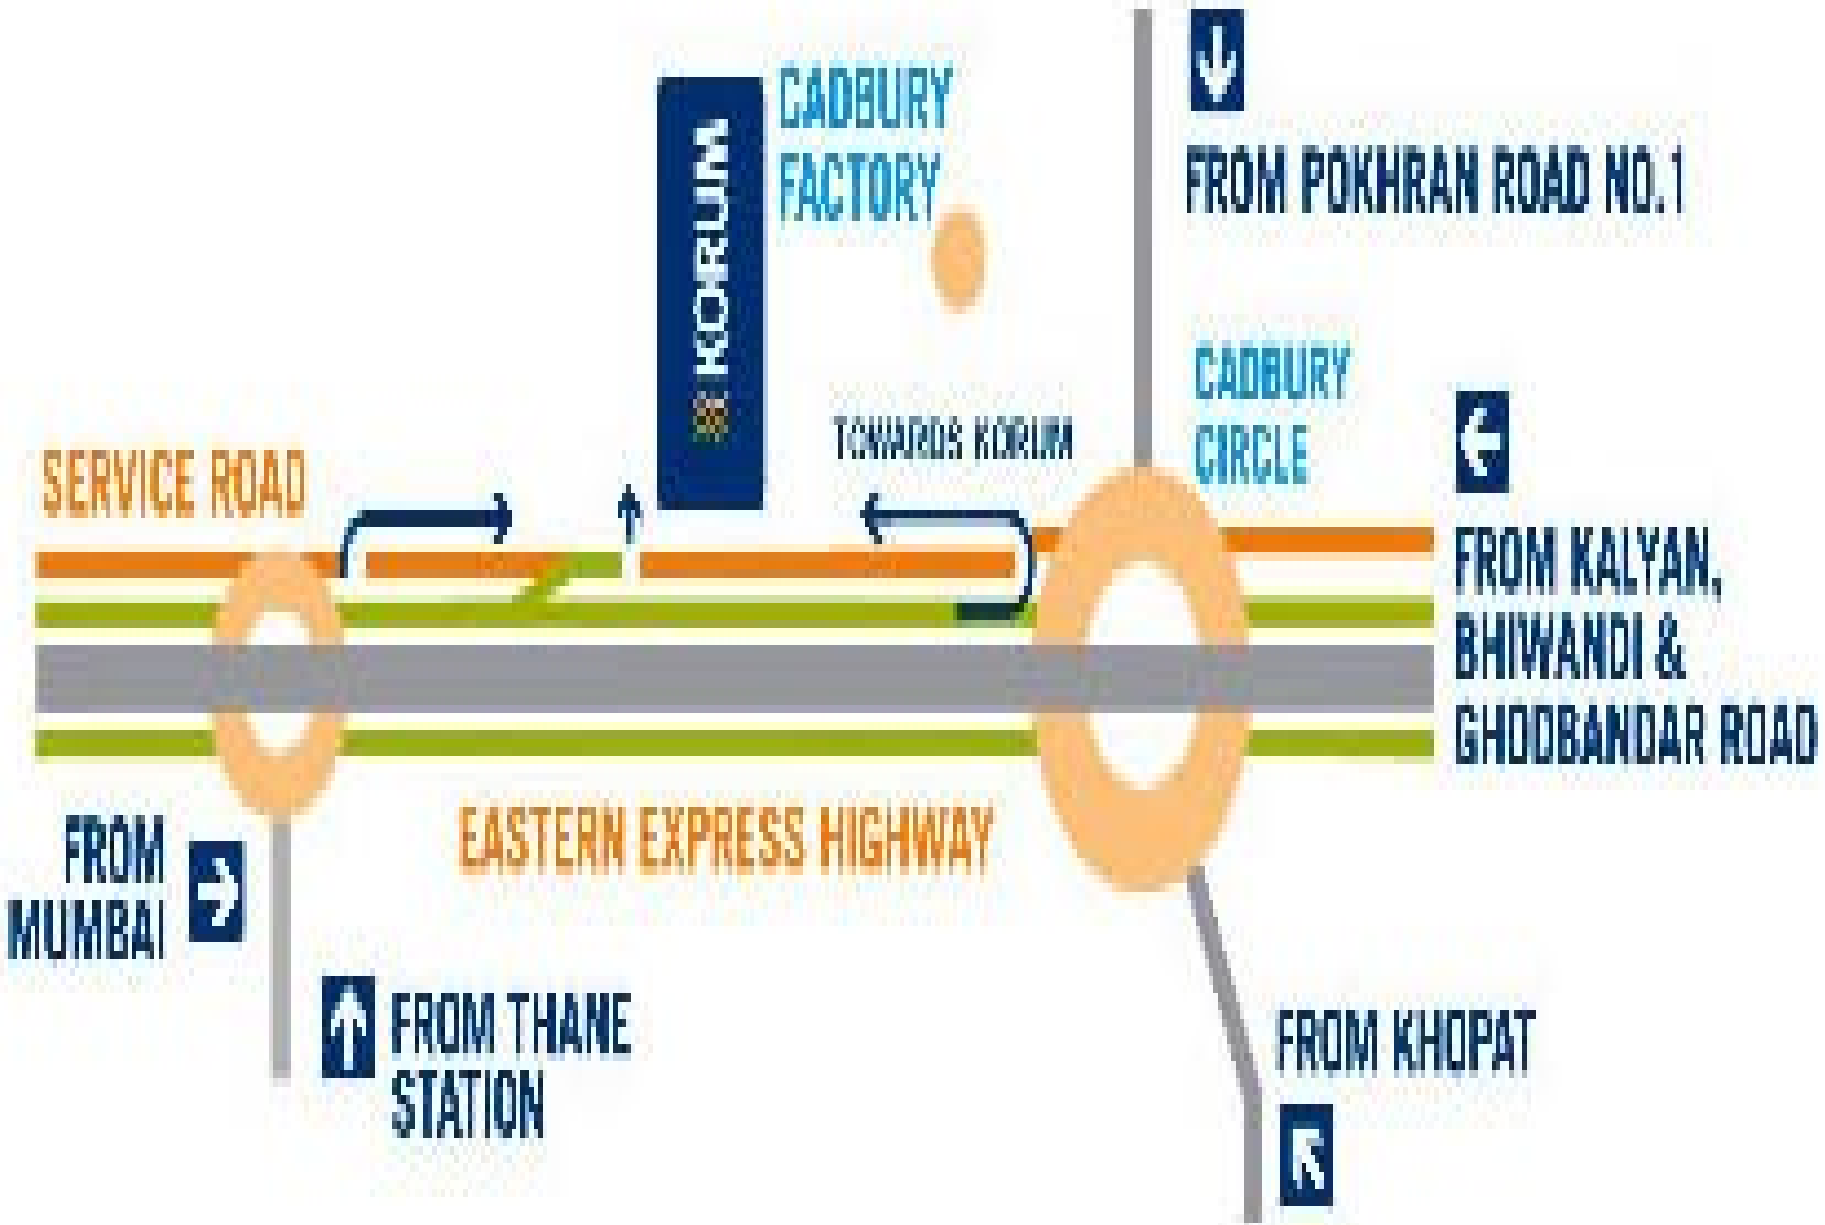 CADBURY
FACTORY
KORUM
FROM POKHRAN ROAD NO.1
CADBURY
CIRCLE
TOWARDS KORUM
SERVICE ROAD
FROM KALYAN,
BHIWANDI &
GHODBANDAR ROAD
EASTERN EXPRESS HIGHWAY
FROM
MUMBAI
FROM THANE
STATION
FROM KHOPAT